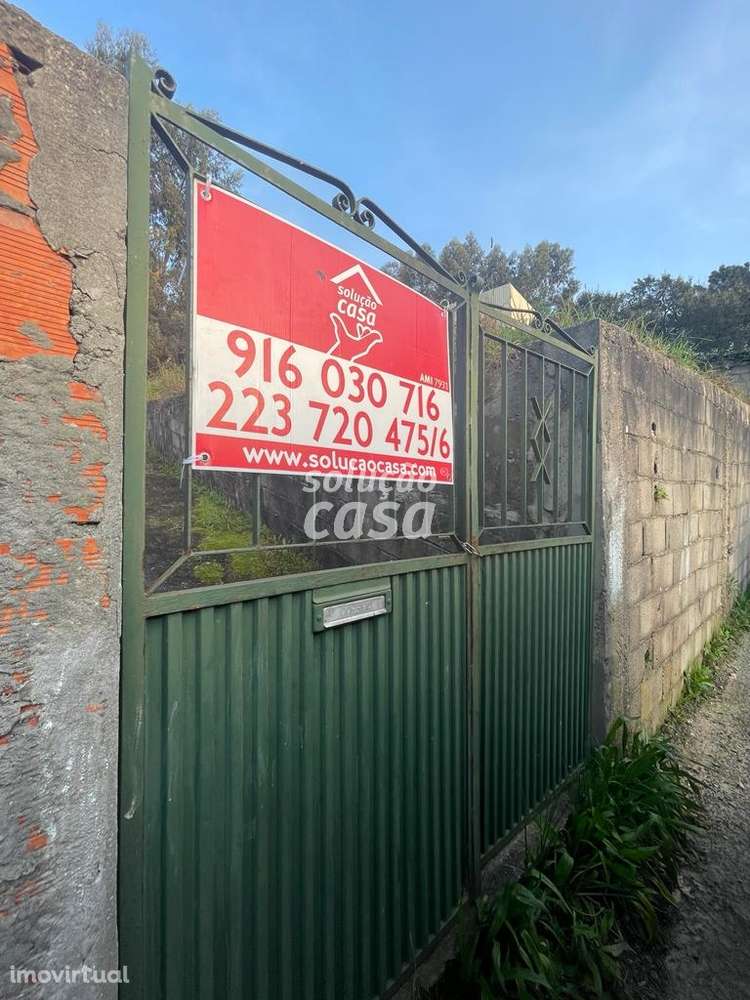 solução
casa
AMI 7931
916 030 716
223 720 475/6
www.solucaocasa.com
solução
casa
imovirtual